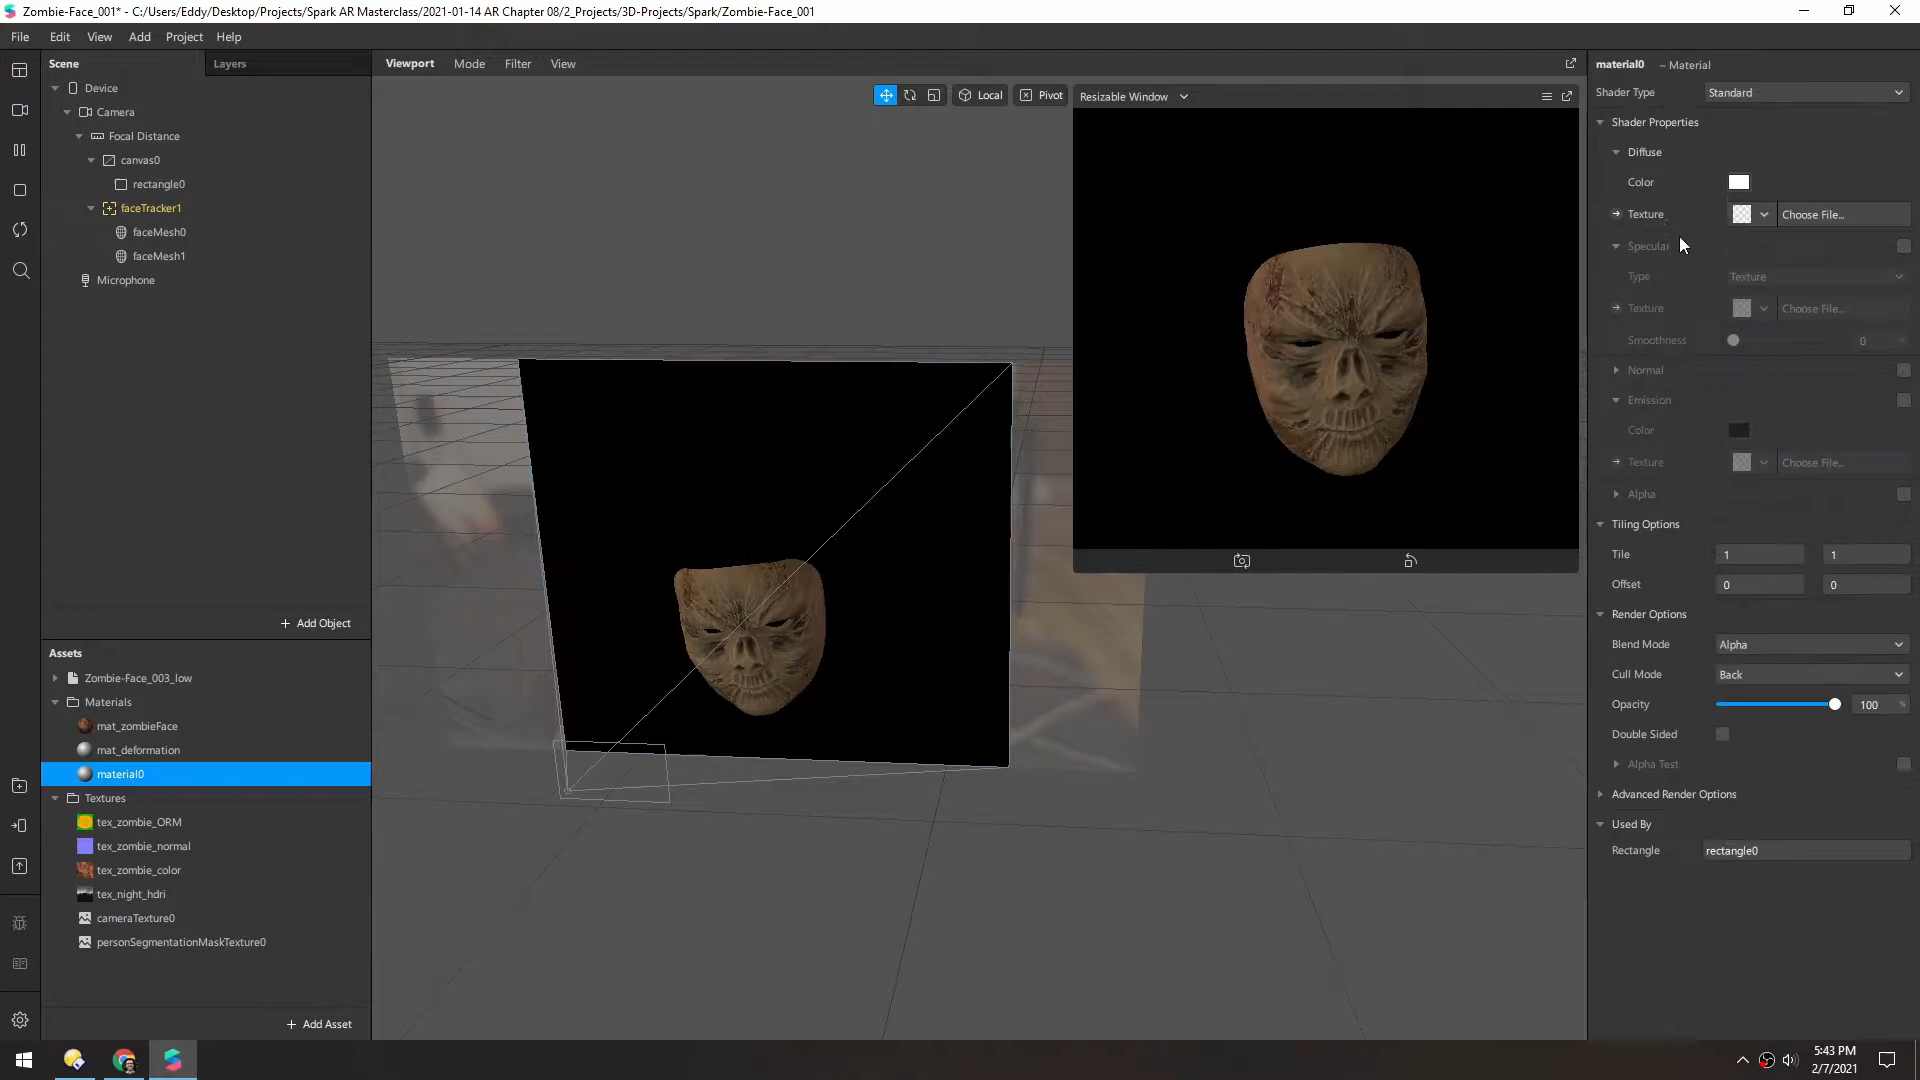 Zombie-Face_001* - C:/Users/Eddy/Desktop/Projects/Spark AR Masterclass/2021-01-14 AR Chapter 08/2_Projects/3D-Projects/Spark/Zombie-Face_001
File Edit View Add Project Help
Scene
Layers
Device
Camera
Focal Distance
canvas0
rectangle0
faceTracker1
faceMesh0
faceMesh1
Microphone
+ Add Object
Assets
Zombie-Face_003_low
Materials
mat_zombieFace
mat_deformation
material0
Textures
tex_zombie_ORM
tex_zombie_normal
tex_zombie_color
tex_night_hdri
cameraTexture0
personSegmentationMaskTexture0
+ Add Asset
Viewport Mode Filter View
Local
Pivot
Resizable Window
material0 – Material
Shader Type Standard
Shader Properties
Diffuse
Color
Texture Choose File...
Specular
Type Texture
Texture Choose File...
Smoothness 0
Normal
Emission
Color
Texture Choose File...
Alpha
Tiling Options
Tile 1 1
Offset 0 0
Render Options
Blend Mode Alpha
Cull Mode Back
Opacity 100 %
Double Sided
Alpha Test
Advanced Render Options
Used By
Rectangle rectangle0
5:43 PM
2/7/2021